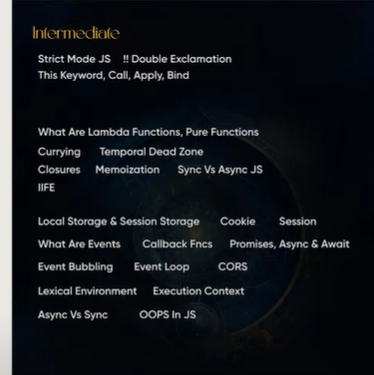 Intermediate
Strict Mode JS !! Double Exclamation
This Keyword, Call, Apply, Bind
What Are Lambda Functions, Pure Functions
Currying Temporal Dead Zone
Closures Memoization Sync Vs Async JS
IIFE
Local Storage & Session Storage Cookie Session
What Are Events Callback Fncs Promises, Async & Await
Event Bubbling Event Loop CORS
Lexical Environment Execution Context
Async Vs Sync OOPS In JS